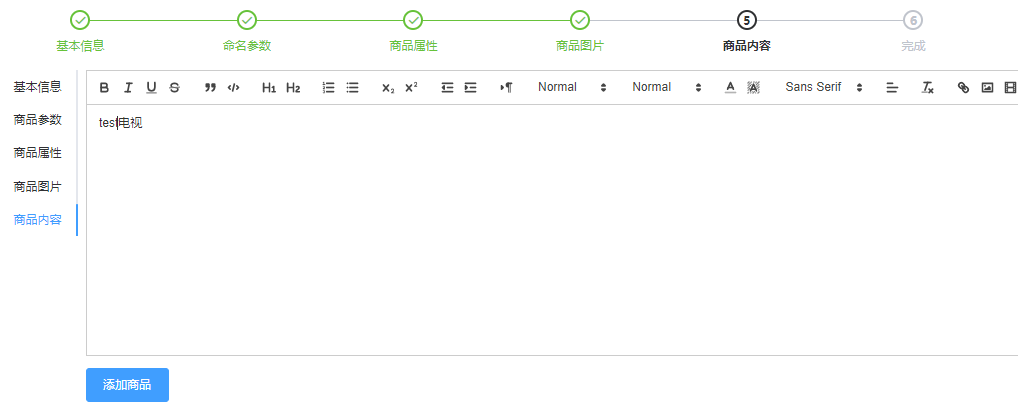 5
6
基本信息
命名参数
商品属性
商品图片
商品内容
完成
基本信息
商品参数
商品属性
商品图片
商品内容
B I U S H1 H2 X2 X2 Normal Normal A A Sans Serif Tx
test电视
添加商品